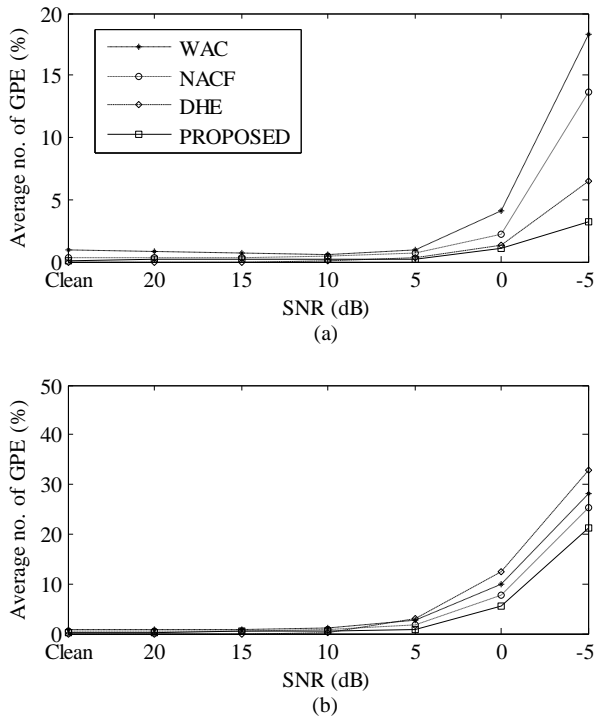 20
15
10
5
0
Average no. of GPE (%)
WAC
NACF
DHE
PROPOSED
Clean 20 15 10 5 0 -5
SNR (dB)
(a)
50
40
30
20
10
0
Average no. of GPE (%)
Clean 20 15 10 5 0 -5
SNR (dB)
(b)